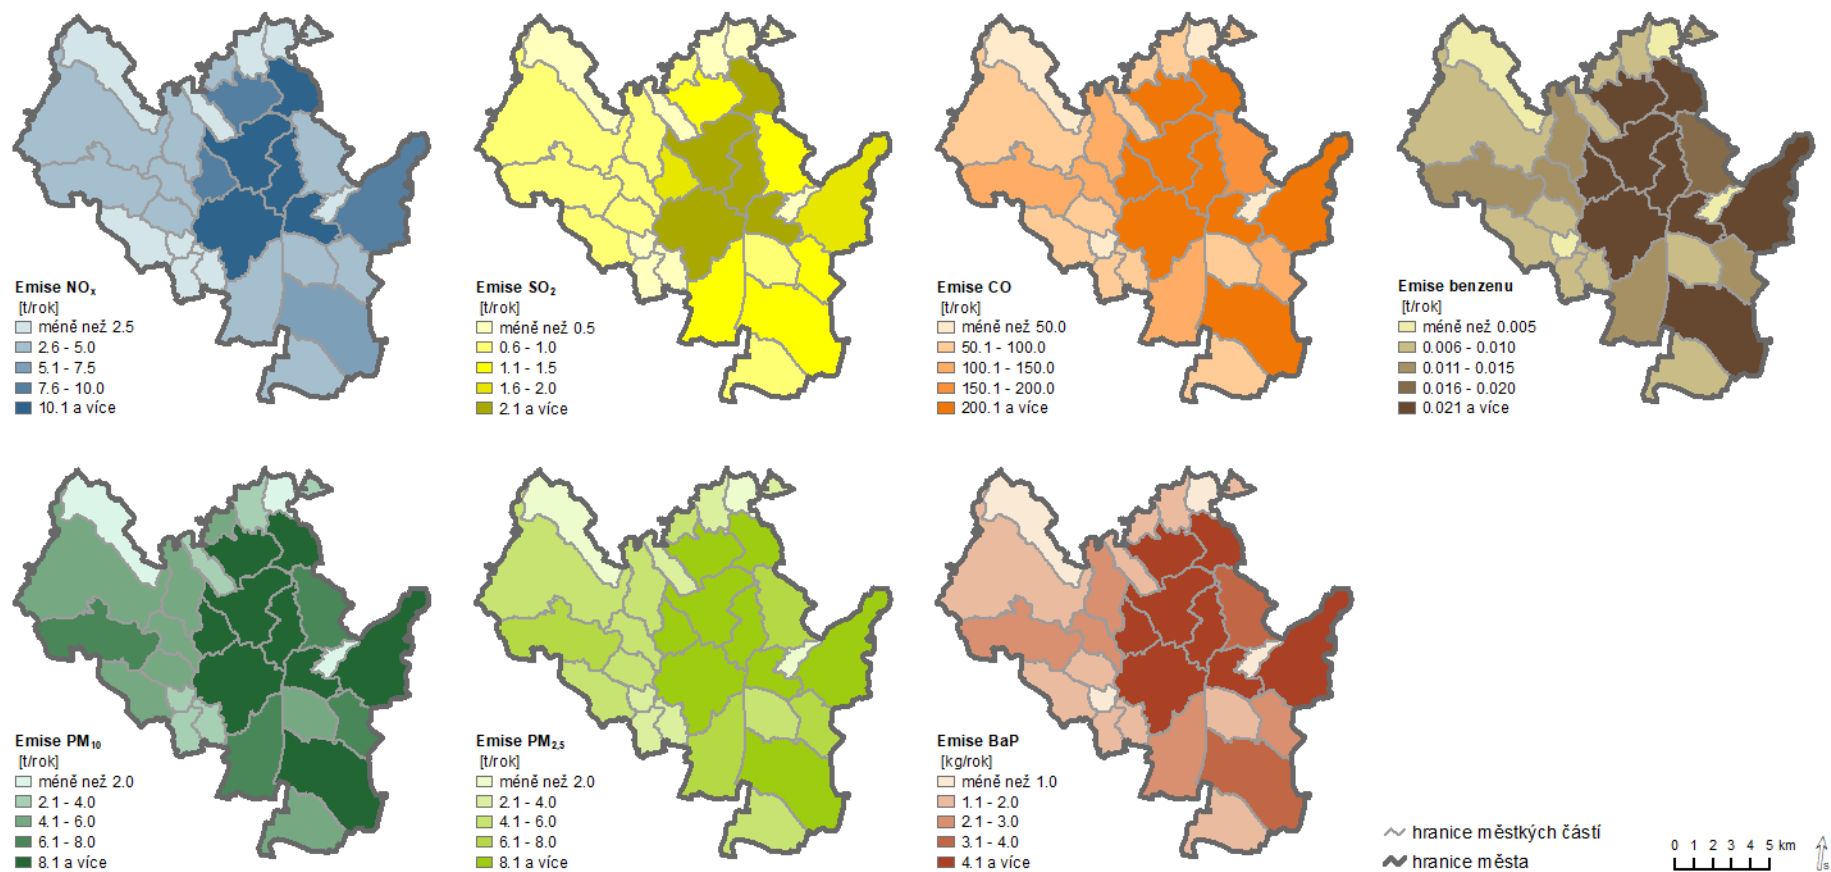 Emise NOₓ
[t/rok]
méně než 2.5
2.6 - 5.0
5.1 - 7.5
7.6 - 10.0
10.1 a více
Emise SO₂
[t/rok]
méně než 0.5
0.6 - 1.0
1.1 - 1.5
1.6 - 2.0
2.1 a více
Emise CO
[t/rok]
méně než 50.0
50.1 - 100.0
100.1 - 150.0
150.1 - 200.0
200.1 a více
Emise benzenu
[t/rok]
méně než 0.005
0.006 - 0.010
0.011 - 0.015
0.016 - 0.020
0.021 a více
Emise PM₁₀
[t/rok]
méně než 2.0
2.1 - 4.0
4.1 - 6.0
6.1 - 8.0
8.1 a více
Emise PM₂,₅
[t/rok]
méně než 2.0
2.1 - 4.0
4.1 - 6.0
6.1 - 8.0
8.1 a více
Emise BaP
[kg/rok]
méně než 1.0
1.1 - 2.0
2.1 - 3.0
3.1 - 4.0
4.1 a více
hranice městkých částí
hranice města
0 1 2 3 4 5 km
S